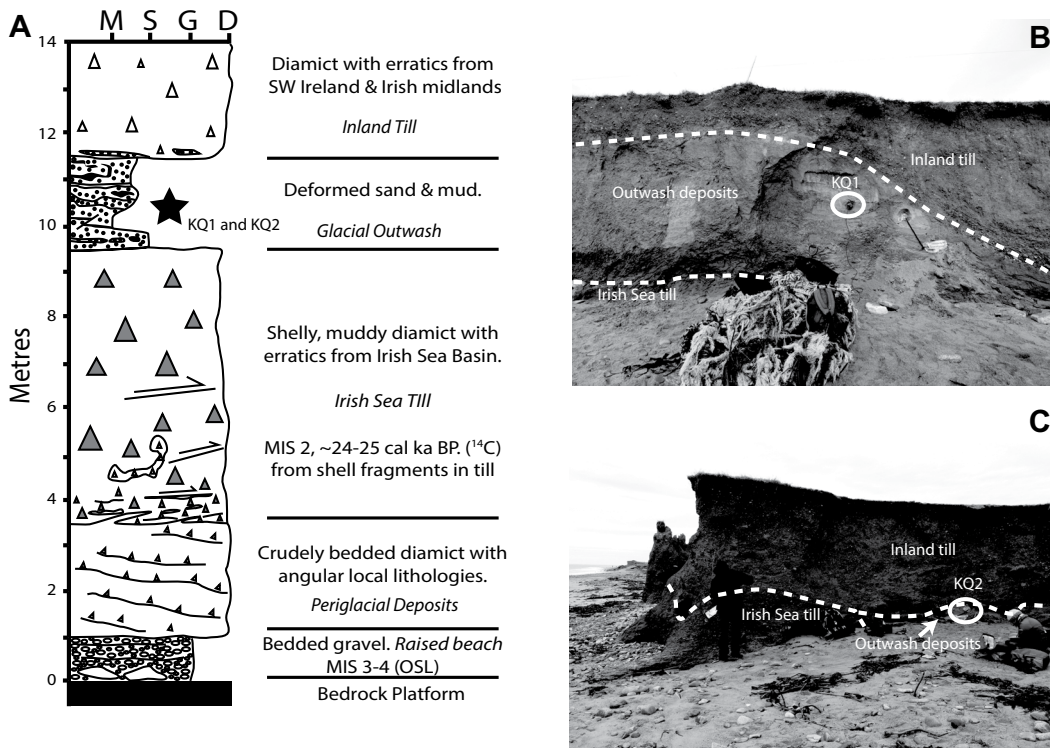 A
M S G D
14
12
10
8
6
4
2
0
Metres
KQ1 and KQ2
Diamict with erratics from
SW Ireland & Irish midlands
Inland Till
Deformed sand & mud.
Glacial Outwash
Shelly, muddy diamict with
erratics from Irish Sea Basin.
Irish Sea TIll
MIS 2, ~24-25 cal ka BP. (¹⁴C)
from shell fragments in till
Crudely bedded diamict with
angular local lithologies.
Periglacial Deposits
Bedded gravel. Raised beach
MIS 3-4 (OSL)
Bedrock Platform
B
Inland till
KQ1
Outwash deposits
Irish Sea till
C
Inland till
KQ2
Irish Sea till
Outwash deposits